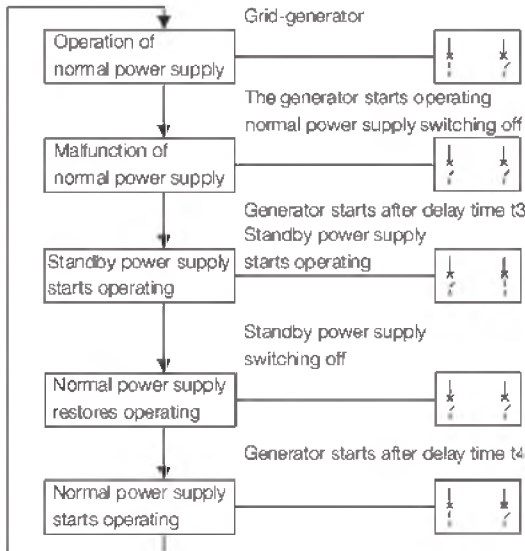 Grid-generator
Operation of
normal power supply
The generator starts operating
normal power supply switching off
Malfunction of
normal power supply
Generator starts after delay time t3
Standby power supply
starts operating
Standby power supply
starts operating
Standby power supply
switching off
Normal power supply
restores operating
Generator starts after delay time t4
Normal power supply
starts operating